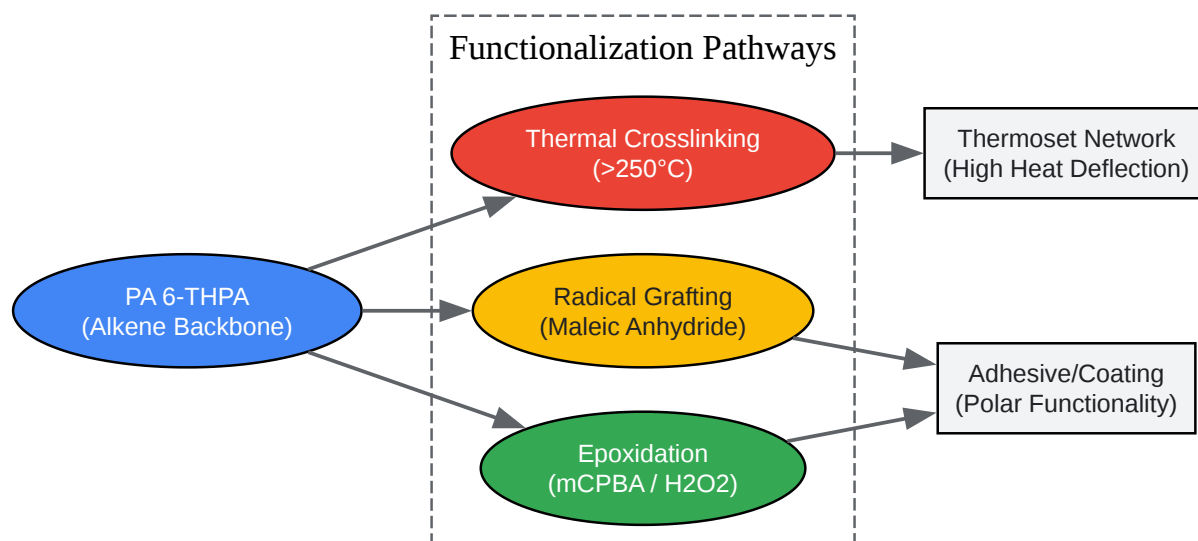 Functionalization Pathways
Thermal Crosslinking
(>250°C)
Thermoset Network
(High Heat Deflection)
PA 6-THPA
(Alkene Backbone)
Radical Grafting
(Maleic Anhydride)
Adhesive/Coating
(Polar Functionality)
Epoxidation
(mCPBA / H2O2)